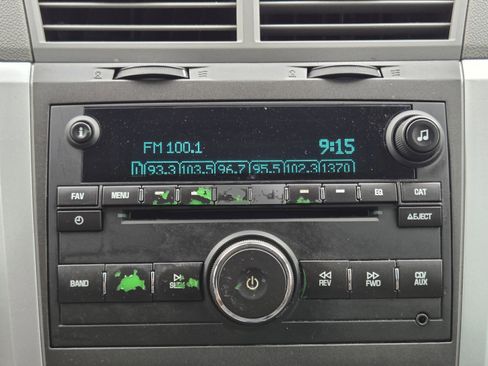 FM 100.1 9:15
1 93.3 103.5 96.7 95.5 102.3 1370
FAV MENU EQ CAT
EJECT
BAND REV FWD CD/AUX